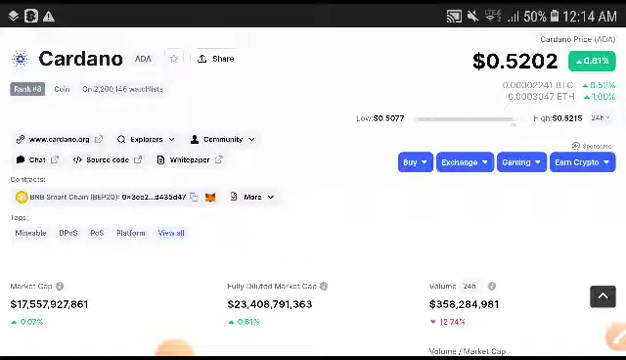 50% 12:14 AM
Cardano Price (ADA)
Cardano ADA Share
$0.5202 0.61%
Rank #8 Coin On 2,200,146 watchlists
0.00002241 BTC 0.52%
0.0003047 ETH 1.00%
Low:$0.5077 High:$0.5215 24h
www.cardano.org Explorers Community
Sponsored
Chat Source code Whitepaper
Buy Exchange Gaming Earn Crypto
Contracts:
BNB Smart Chain (BEP20): 0x3ee2...d435d47 More
Tags:
Mineable DPoS PoS Platform View all
Market Cap Fully Diluted Market Cap Volume 24h
$17,557,927,861 $23,408,791,363 $358,284,981
0.07% 0.61% 12.74%
Volume / Market Cap